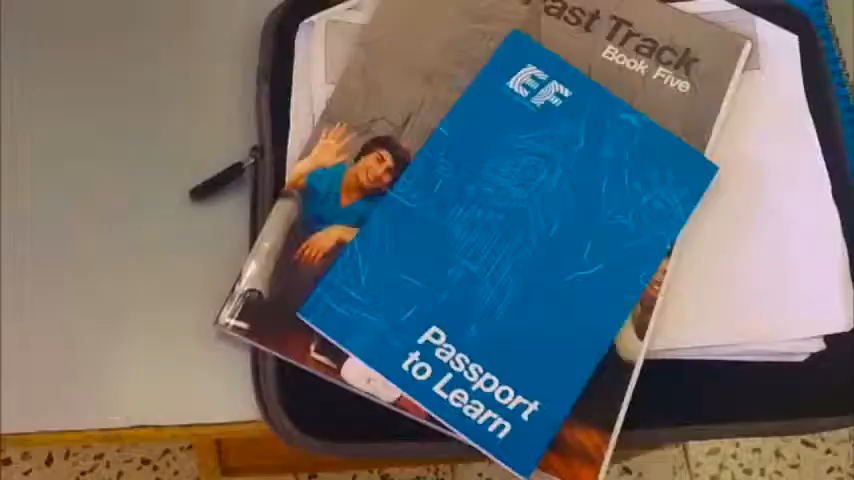 Fast Track
Book Five
EF
Passport
to Learn